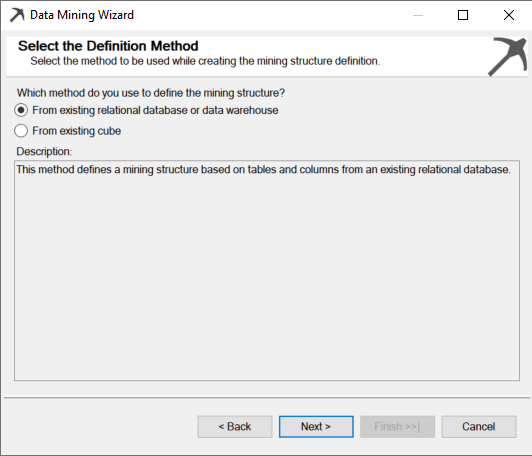 Data Mining Wizard
Select the Definition Method
Select the method to be used while creating the mining structure definition.
Which method do you use to define the mining structure?
From existing relational database or data warehouse
From existing cube
Description:
This method defines a mining structure based on tables and columns from an existing relational database.
< Back
Next >
Finish >>|
Cancel